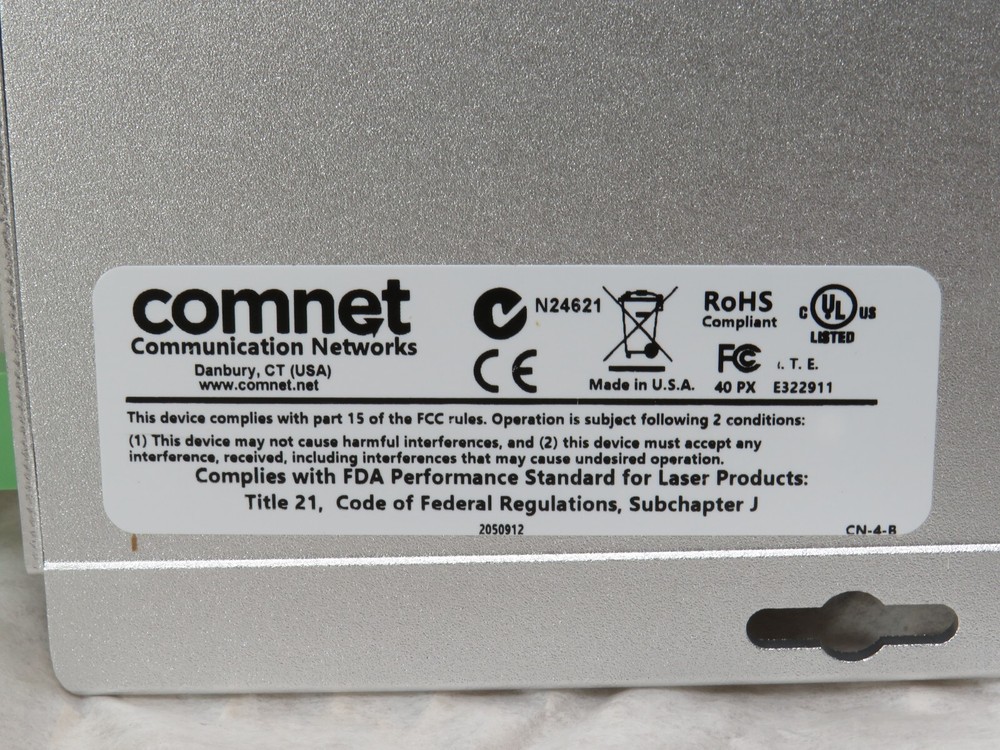 comnet
Communication Networks
Danbury, CT (USA)
www.comnet.net
N24621
CE
Made in U.S.A.
RoHS
Compliant
FC
40 PX
C UL US
LISTED
I. T. E.
E322911
This device complies with part 15 of the FCC rules. Operation is subject following 2 conditions:
(1) This device may not cause harmful interferences, and (2) this device must accept any
interference, received, including interferences that may cause undesired operation.
Complies with FDA Performance Standard for Laser Products:
Title 21, Code of Federal Regulations, Subchapter J
2050912
CN-4-B